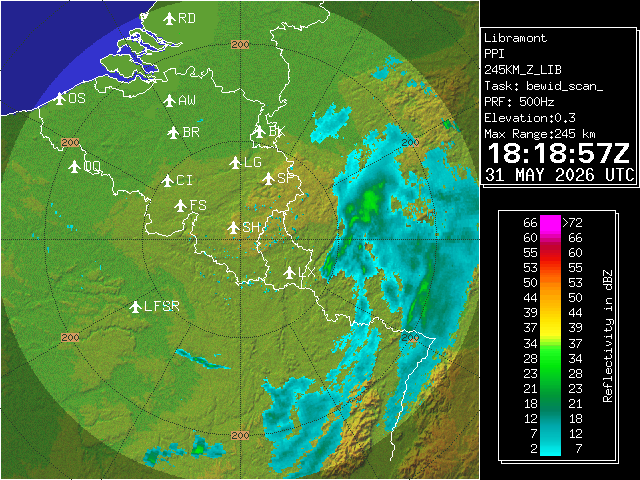 RD
200
OS
AW
BR
BK
200
200
LG
QQ
CI
SP
FS
SH
LX
LFSR
200
200
200
Libramont
PPI
245KM_Z_LIB
Task: bewid_scan_
PRF: 500Hz
Elevation:0.3
Max Range:245 km
18:18:57Z
31 MAY 2026 UTC
66 >72
60 66
55 60
53 55
50 53
44 50
39 44
37 39
34 37
28 34
23 28
21 23
18 21
12 18
7 12
2 7
Reflectivity in dBZ